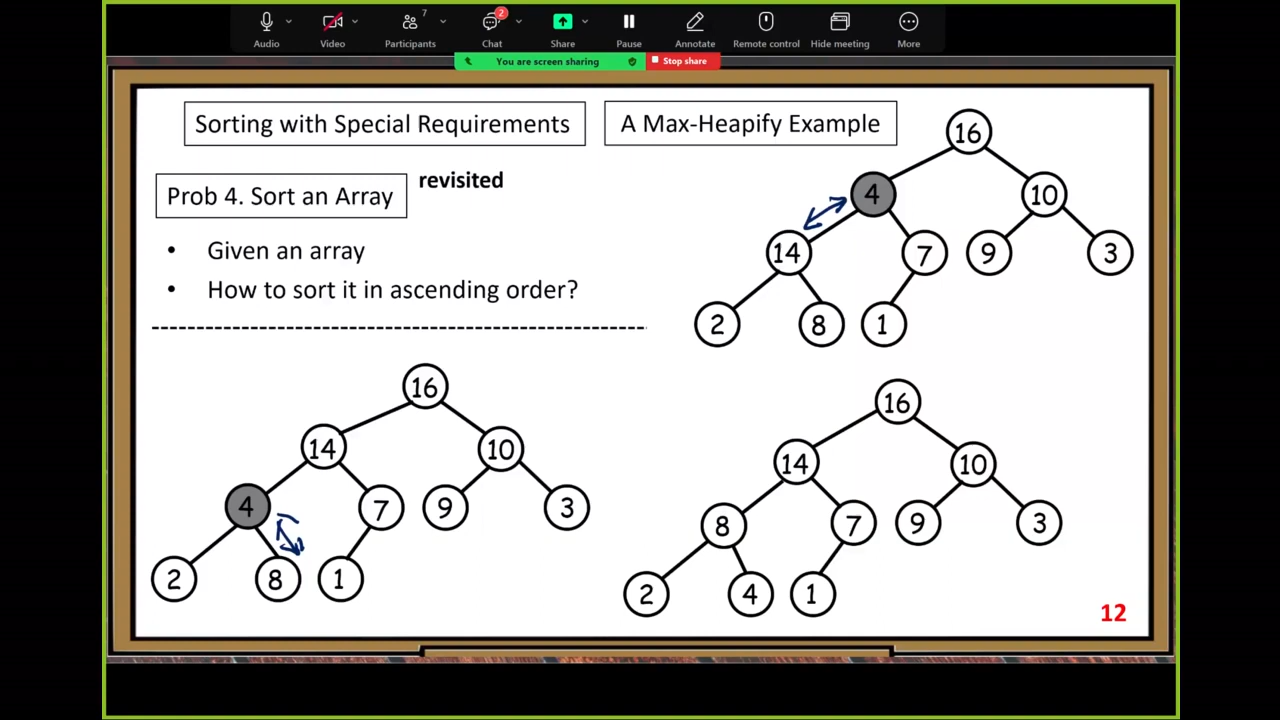 7
2
Audio
Video
Participants
Chat
Share
Pause
Annotate
Remote control
Hide meeting
More
You are screen sharing
Stop share
Sorting with Special Requirements
A Max-Heapify Example
Prob 4. Sort an Array
revisited
• Given an array
• How to sort it in ascending order?
16
4 10
14 7 9 3
2 8 1
16
14 10
4 7 9 3
2 8 1
16
14 10
8 7 9 3
2 4 1
12